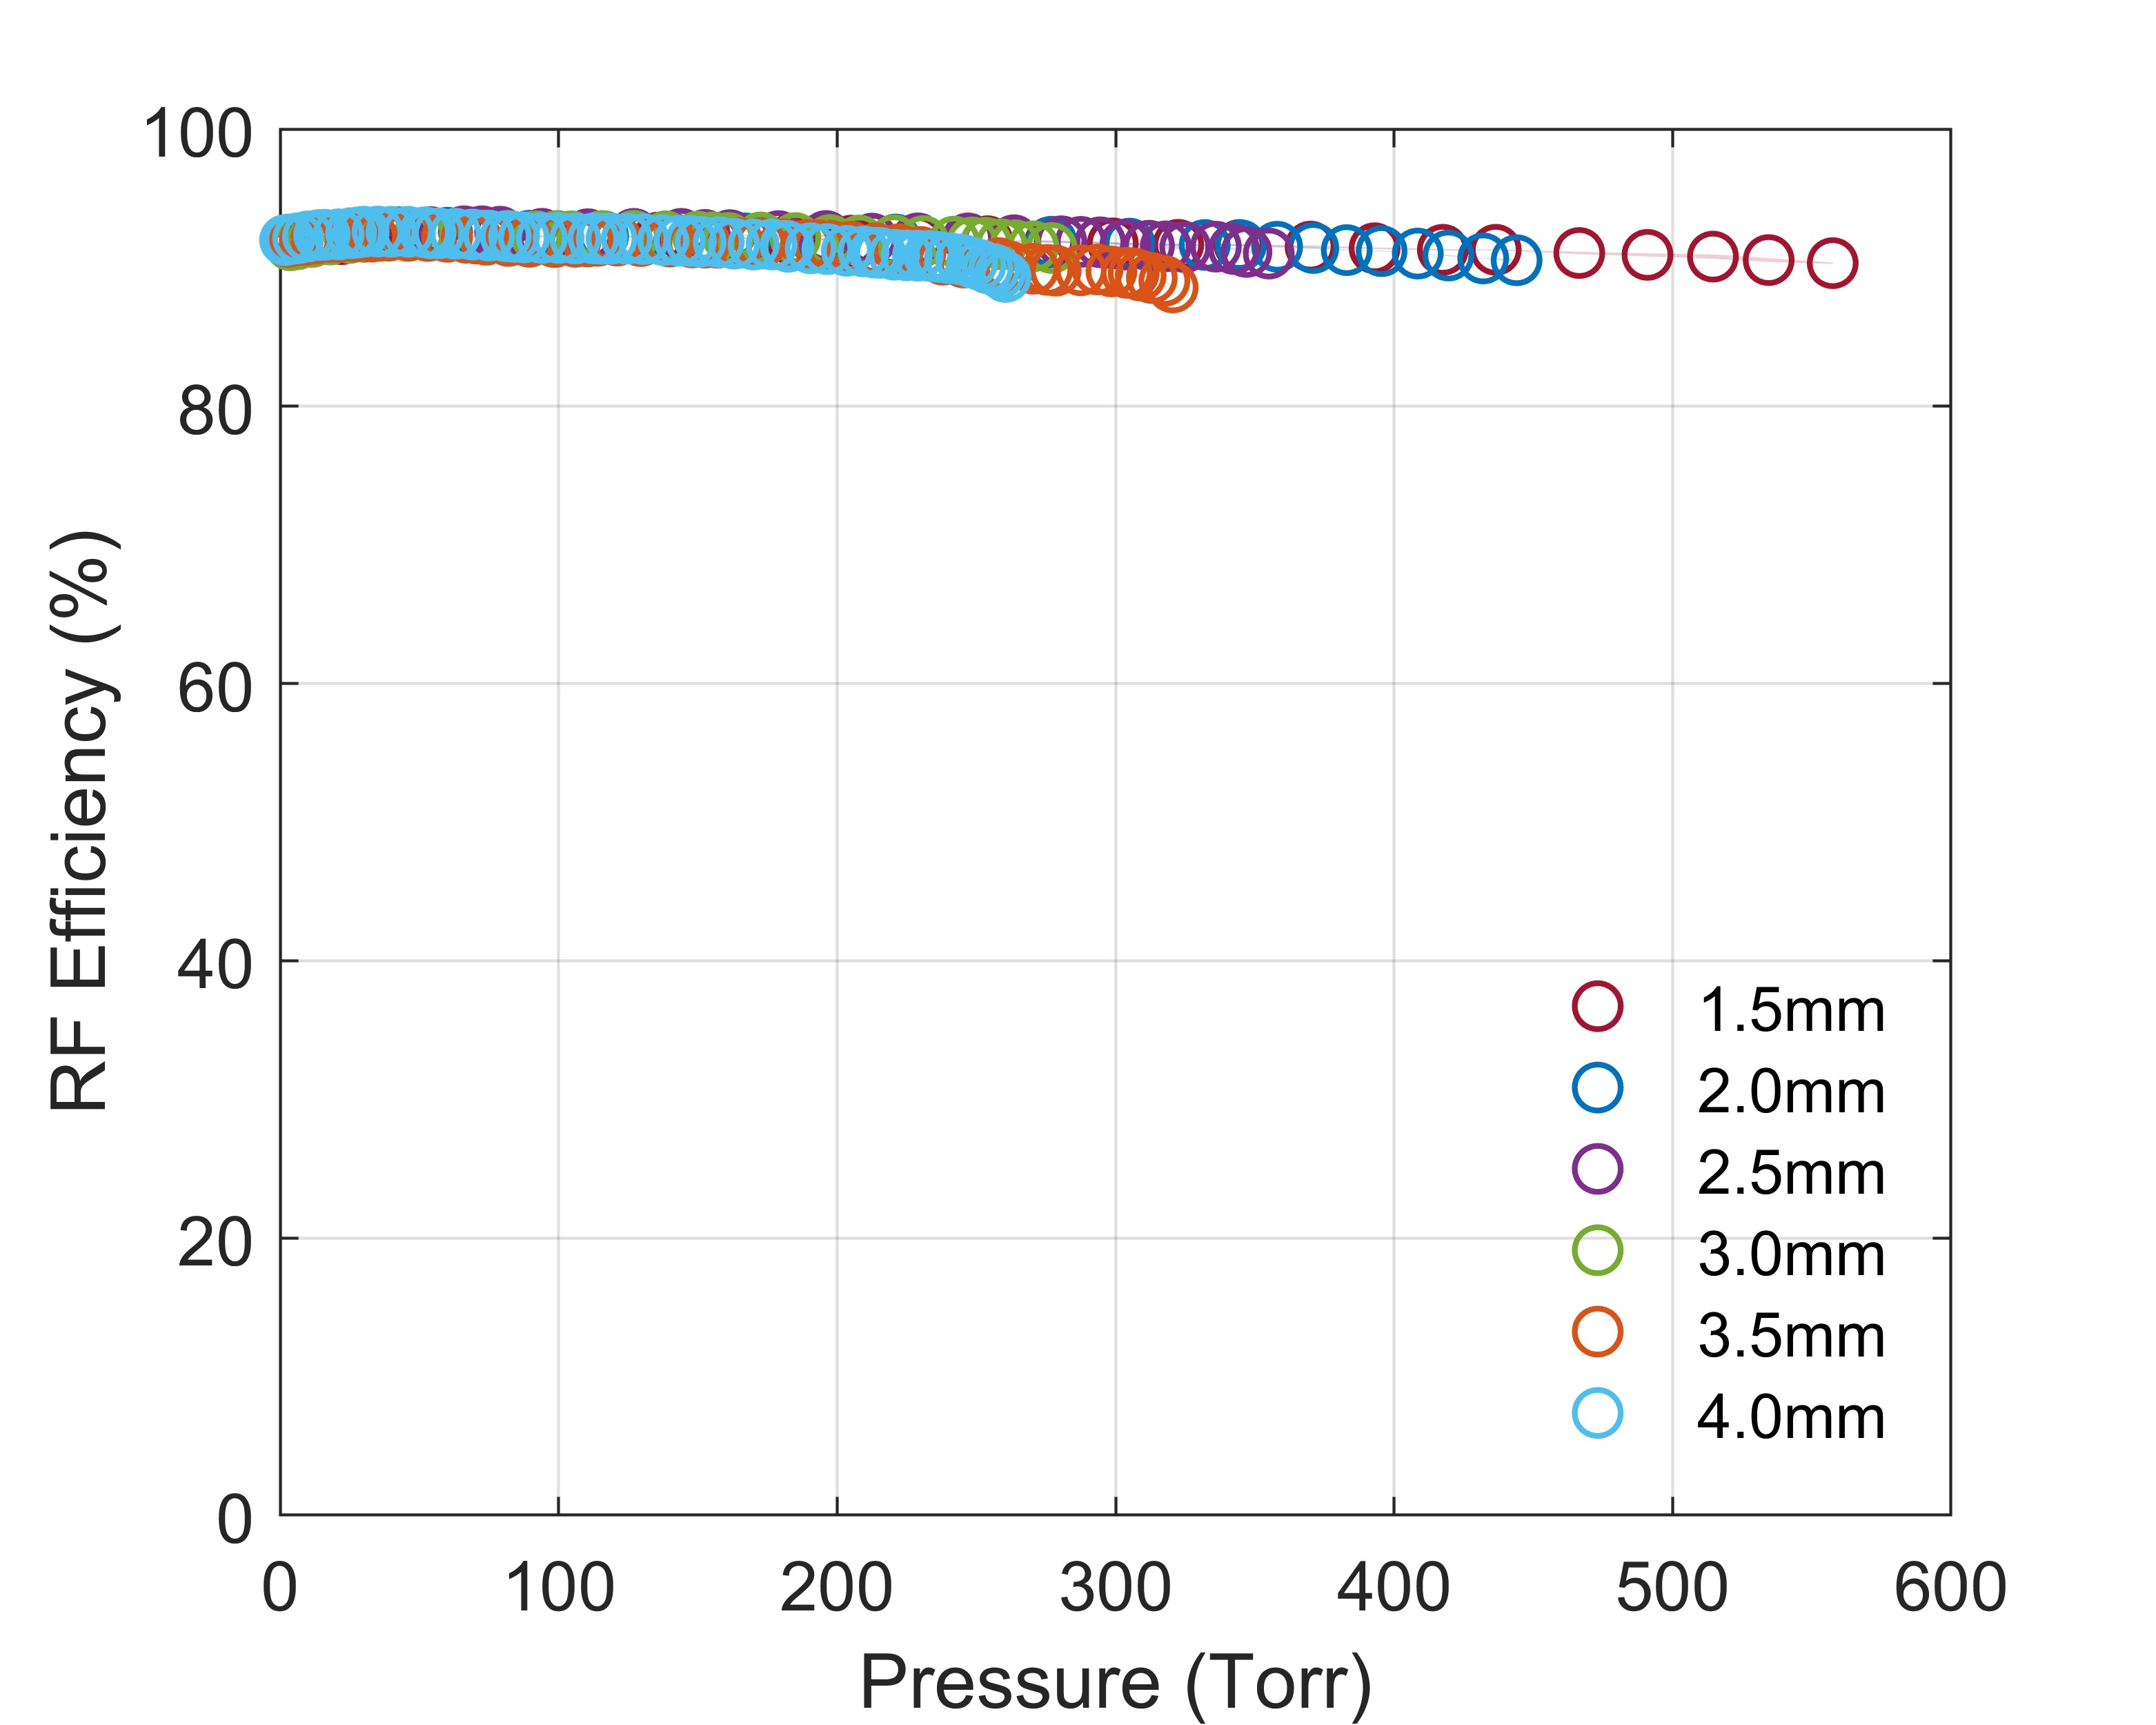 100
80
60
40
20
0
RF Efficiency (%)
1.5mm
2.0mm
2.5mm
3.0mm
3.5mm
4.0mm
0 100 200 300 400 500 600
Pressure (Torr)